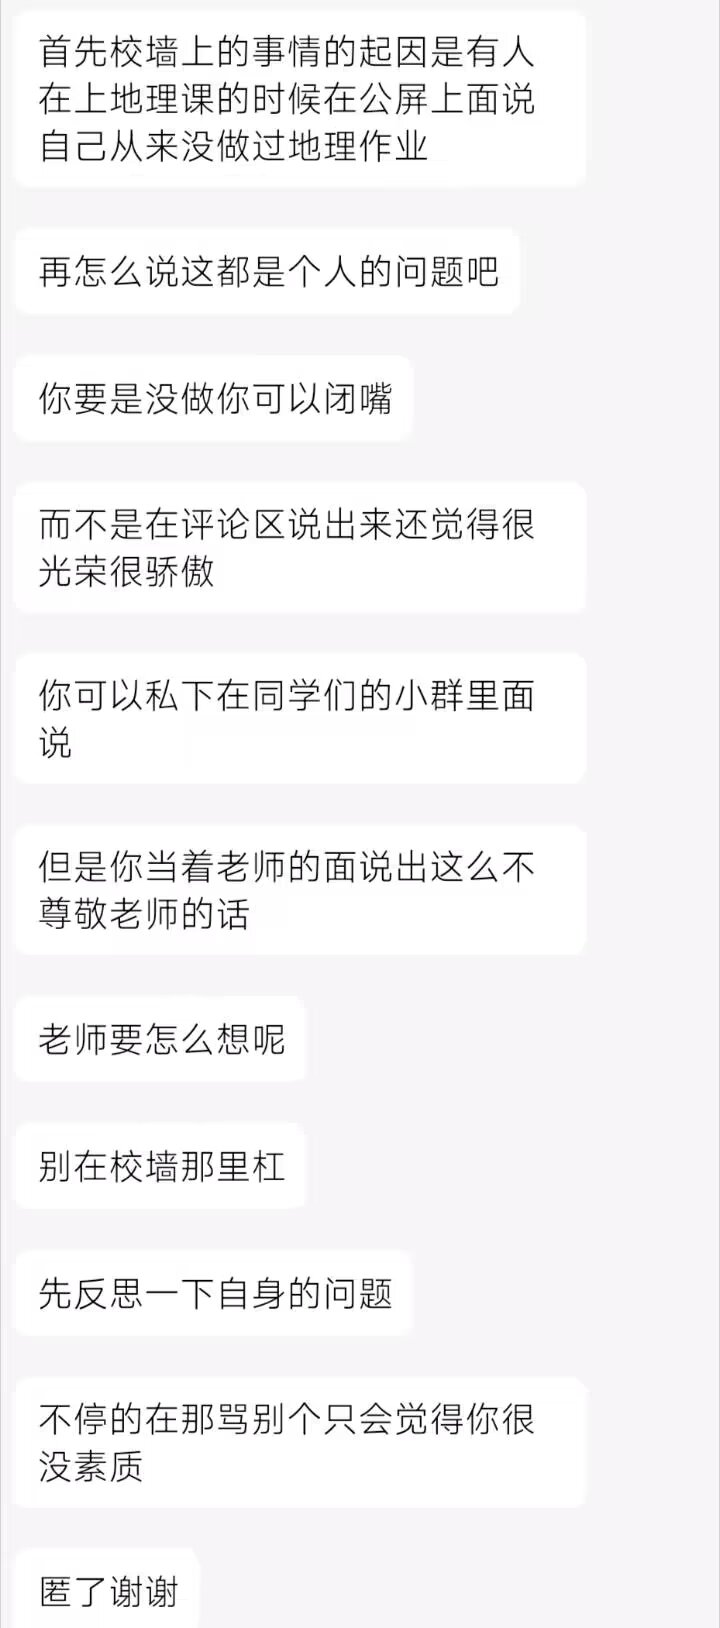 首先校墙上的事情的起因是有人
在上地理课的时候在公屏上面说
自己从来没做过地理作业
再怎么说这都是个人的问题吧
你要是没做你可以闭嘴
而不是在评论区说出来还觉得很
光荣很骄傲
你可以私下在同学们的小群里面
说
但是你当着老师的面说出这么不
尊敬老师的话
老师要怎么想呢
别在校墙那里杠
先反思一下自身的问题
不停的在那骂别个只会觉得你很
没素质
匿了谢谢